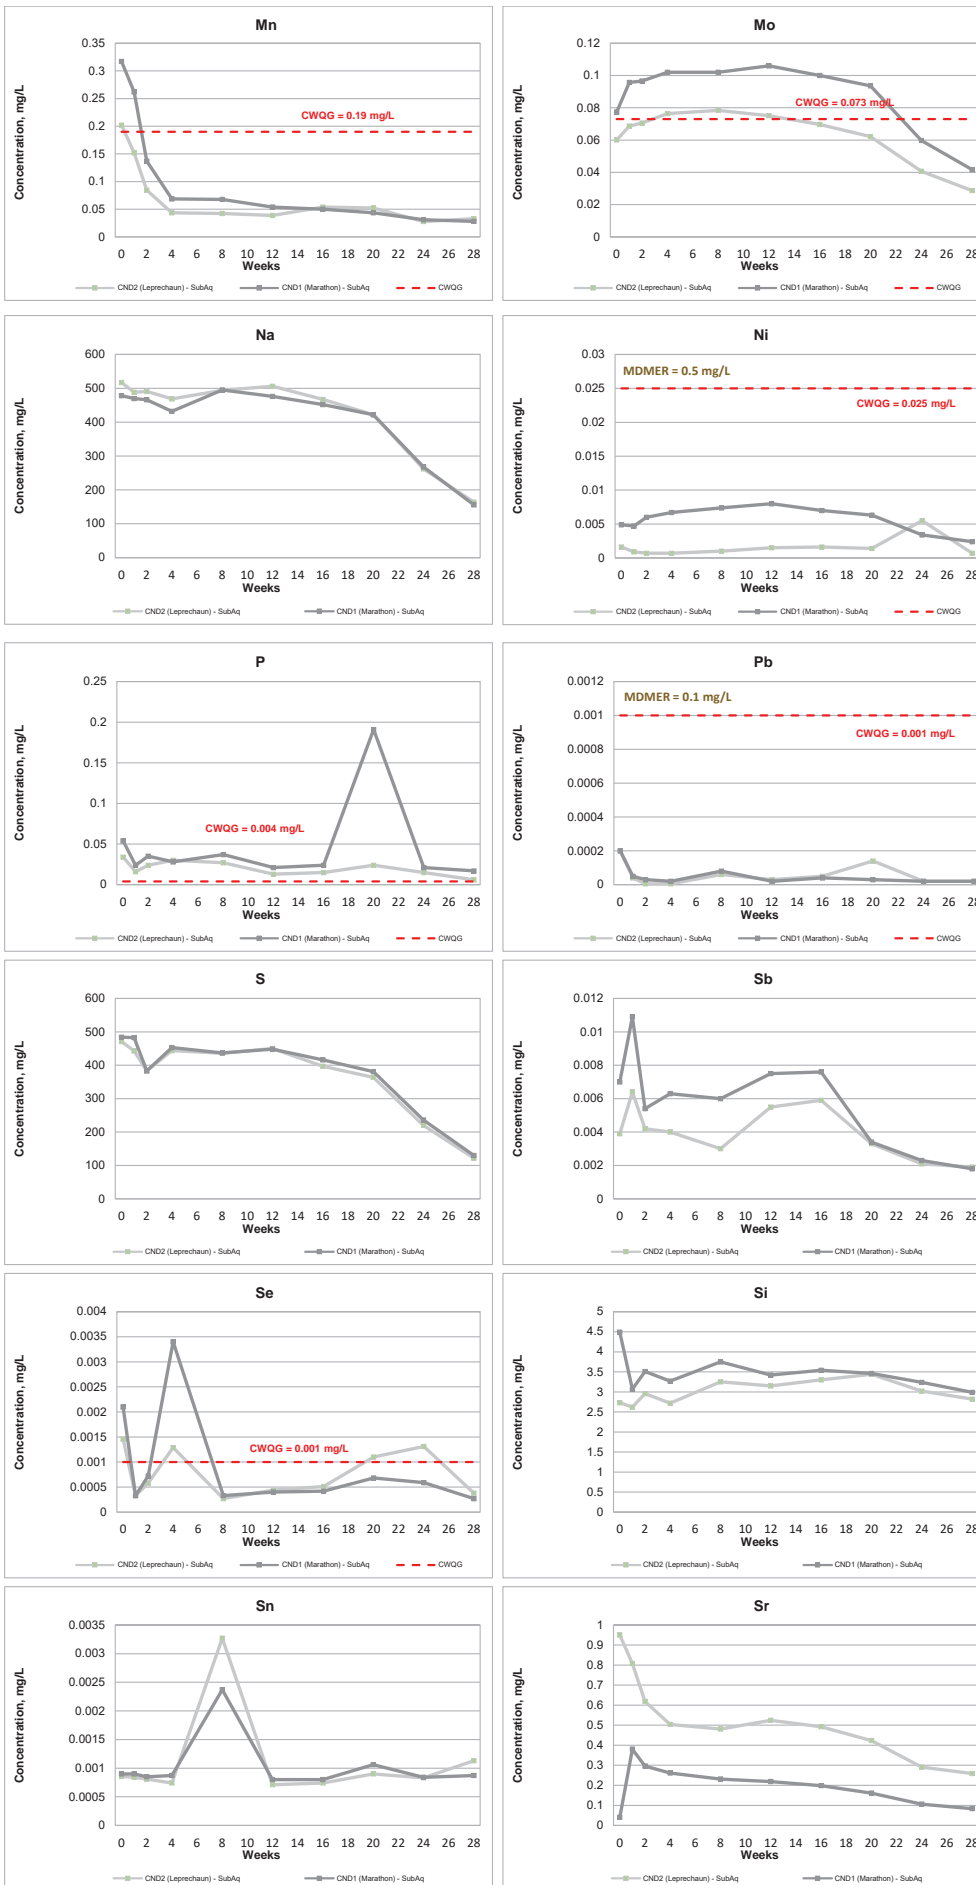 Mn
Concentration, mg/L
0.35
0.3
0.25
0.2
0.15
0.1
0.05
0
CWQG = 0.19 mg/L
0 2 4 6 8 10 12 14 16 18 20 22 24 26 28
Weeks
CND2 (Leprechaun) - SubAq CND1 (Marathon) - SubAq CWQG
Mo
Concentration, mg/L
0.12
0.1
0.08
0.06
0.04
0.02
0
CWQG = 0.073 mg/L
0 2 4 6 8 10 12 14 16 18 20 22 24 26 28
Weeks
CND2 (Leprechaun) - SubAq CND1 (Marathon) - SubAq CWQG
Na
Concentration, mg/L
600
500
400
300
200
100
0
0 2 4 6 8 10 12 14 16 18 20 22 24 26 28
Weeks
CND2 (Leprechaun) - SubAq CND1 (Marathon) - SubAq
Ni
Concentration, mg/L
0.03
0.025
0.02
0.015
0.01
0.005
0
MDMER = 0.5 mg/L
CWQG = 0.025 mg/L
0 2 4 6 8 10 12 14 16 18 20 22 24 26 28
Weeks
CND2 (Leprechaun) - SubAq CND1 (Marathon) - SubAq CWQG
P
Concentration, mg/L
0.25
0.2
0.15
0.1
0.05
0
CWQG = 0.004 mg/L
0 2 4 6 8 10 12 14 16 18 20 22 24 26 28
Weeks
CND2 (Leprechaun) - SubAq CND1 (Marathon) - SubAq CWQG
Pb
Concentration, mg/L
0.0012
0.001
0.0008
0.0006
0.0004
0.0002
0
MDMER = 0.1 mg/L
CWQG = 0.001 mg/L
0 2 4 6 8 10 12 14 16 18 20 22 24 26 28
Weeks
CND2 (Leprechaun) - SubAq CND1 (Marathon) - SubAq CWQG
S
Concentration, mg/L
600
500
400
300
200
100
0
0 2 4 6 8 10 12 14 16 18 20 22 24 26 28
Weeks
CND2 (Leprechaun) - SubAq CND1 (Marathon) - SubAq
Sb
Concentration, mg/L
0.012
0.01
0.008
0.006
0.004
0.002
0
0 2 4 6 8 10 12 14 16 18 20 22 24 26 28
Weeks
CND2 (Leprechaun) - SubAq CND1 (Marathon) - SubAq
Se
Concentration, mg/L
0.004
0.0035
0.003
0.0025
0.002
0.0015
0.001
0.0005
0
CWQG = 0.001 mg/L
0 2 4 6 8 10 12 14 16 18 20 22 24 26 28
Weeks
CND2 (Leprechaun) - SubAq CND1 (Marathon) - SubAq CWQG
Si
Concentration, mg/L
5
4.5
4
3.5
3
2.5
2
1.5
1
0.5
0
0 2 4 6 8 10 12 14 16 18 20 22 24 26 28
Weeks
CND2 (Leprechaun) - SubAq CND1 (Marathon) - SubAq
Sn
Concentration, mg/L
0.0035
0.003
0.0025
0.002
0.0015
0.001
0.0005
0
0 2 4 6 8 10 12 14 16 18 20 22 24 26 28
Weeks
CND2 (Leprechaun) - SubAq CND1 (Marathon) - SubAq
Sr
Concentration, mg/L
1
0.9
0.8
0.7
0.6
0.5
0.4
0.3
0.2
0.1
0
0 2 4 6 8 10 12 14 16 18 20 22 24 26 28
Weeks
CND2 (Leprechaun) - SubAq CND1 (Marathon) - SubAq